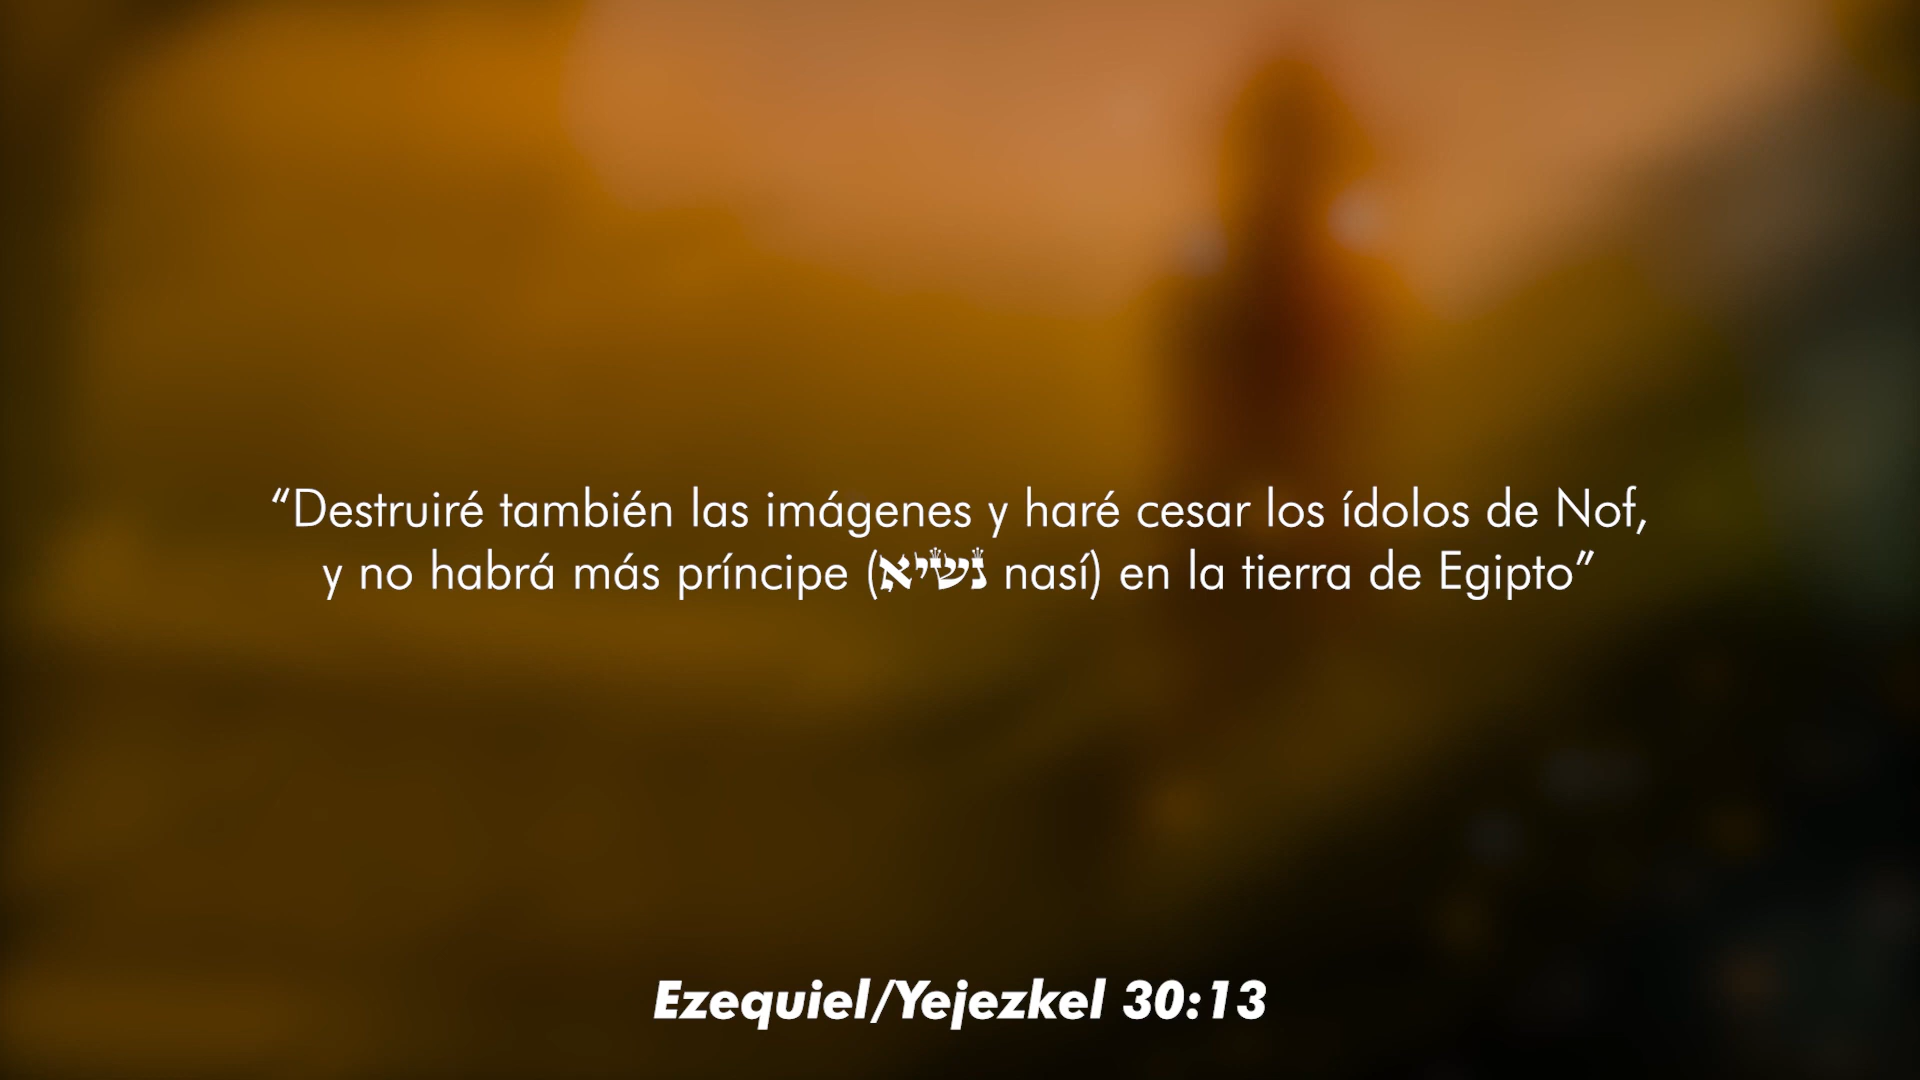 “Destruiré también las imágenes y haré cesar los ídolos de Nof,
y no habrá más príncipe (נשיא nasí) en la tierra de Egipto”
Ezequiel/Yejezkel 30:13